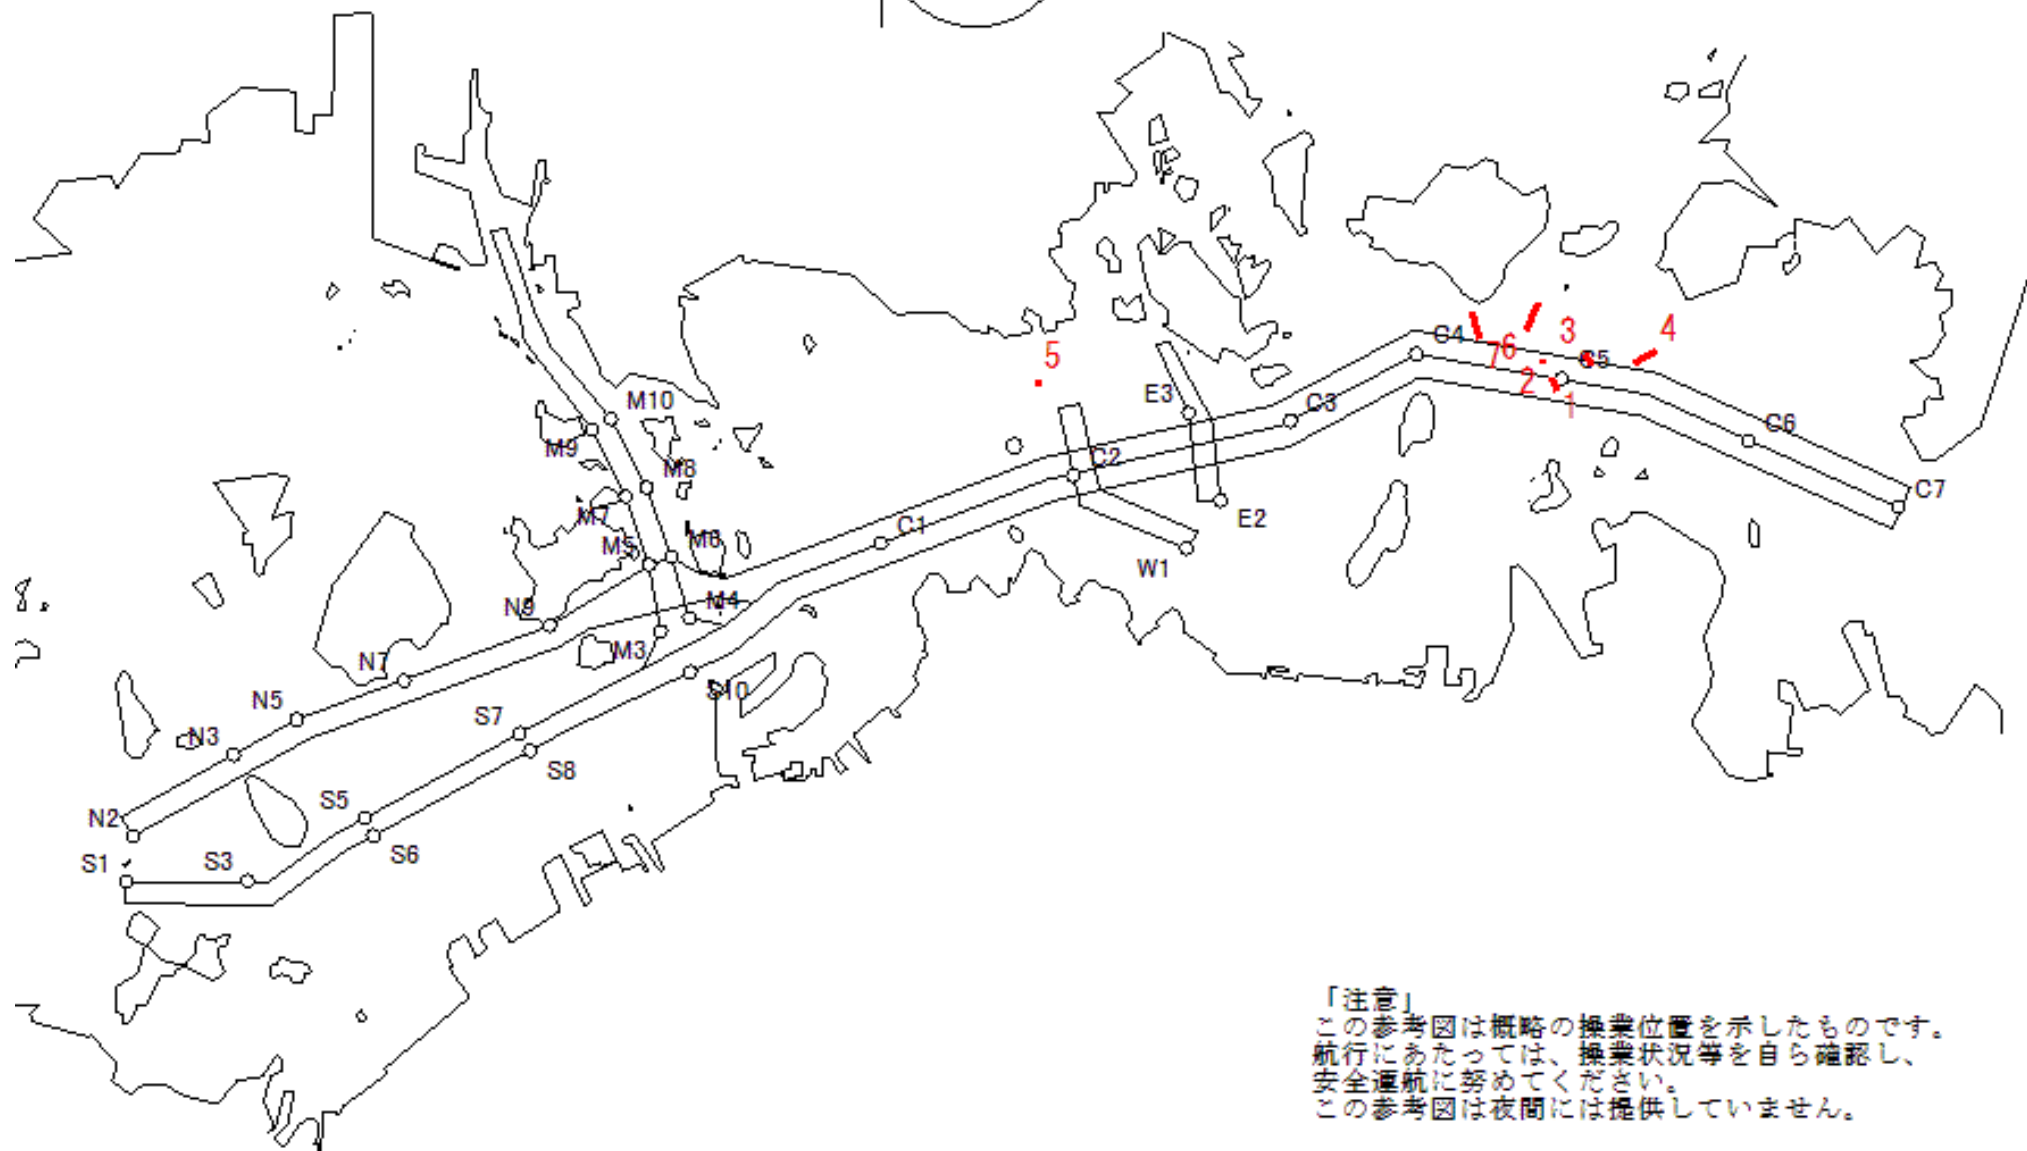 C4
3
4
7
6
C5
5
2
1
E3
M10
C3
C6
M9
C2
M8
C7
M7
C1
E2
M5
M6
W1
N9
M4
M3
N7
S10
N5
S7
N3
S8
S5
N2
S6
S1
S3
「注意」
この参考図は概略の操業位置を示したものです。
航行にあたっては、操業状況等を自ら確認し、
安全運航に努めてください。
この参考図は夜間には提供していません。